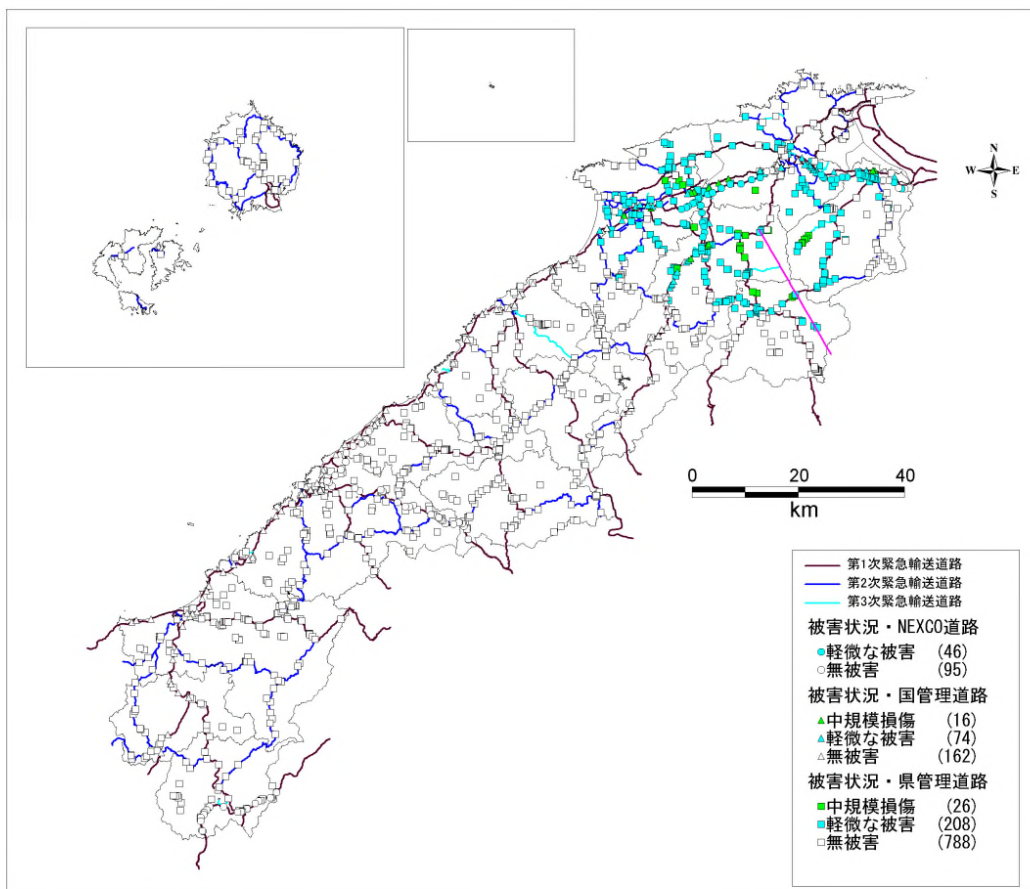 N
W E
S
0 20 40
km
第1次緊急輸送道路
第2次緊急輸送道路
第3次緊急輸送道路
被害状況・NEXCO道路
軽微な被害 (46)
無被害 (95)
被害状況・国管理道路
中規模損傷 (16)
軽微な被害 (74)
無被害 (162)
被害状況・県管理道路
中規模損傷 (26)
軽微な被害 (208)
無被害 (788)